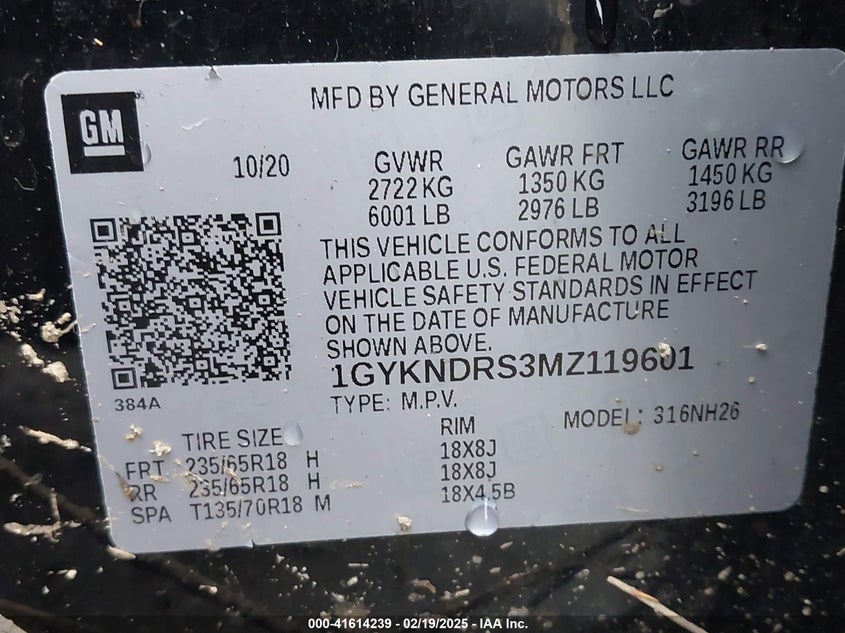 MFD BY GENERAL MOTORS LLC
GM
10/20
GVWR
2722 KG
6001 LB
GAWR FRT
1350 KG
2976 LB
GAWR RR
1450 KG
3196 LB
THIS VEHICLE CONFORMS TO ALL
APPLICABLE U.S. FEDERAL MOTOR
VEHICLE SAFETY STANDARDS IN EFFECT
ON THE DATE OF MANUFACTURE
SHOWN ABOVE.
1GYKNDRS3MZ119601
384A
TYPE: M.P.V.
MODEL: 316NH26
TIRE SIZE RIM
FRT 235/65R18 H 18X8J
RR 235/65R18 H 18X8J
SPA T135/70R18 M 18X4.5B
000-41614239 - 02/19/2025 - IAA Inc.